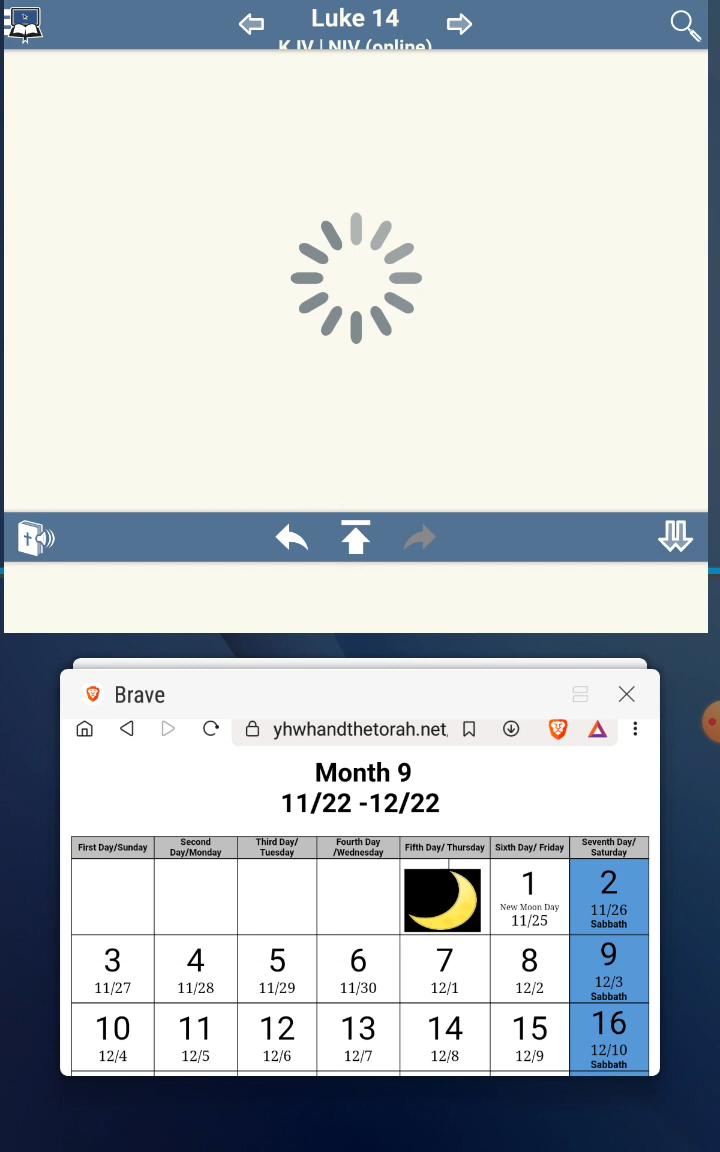 Luke 14
KJV | NIV (online)
Brave
yhwhandthetorah.net
Month 9
11/22 -12/22
First Day/Sunday
Second Day/Monday
Third Day/ Tuesday
Fourth Day /Wednesday
Fifth Day/ Thursday
Sixth Day/ Friday
Seventh Day/ Saturday
1
New Moon Day
11/25
2
11/26
Sabbath
3
11/27
4
11/28
5
11/29
6
11/30
7
12/1
8
12/2
9
12/3
Sabbath
10
12/4
11
12/5
12
12/6
13
12/7
14
12/8
15
12/9
16
12/10
Sabbath